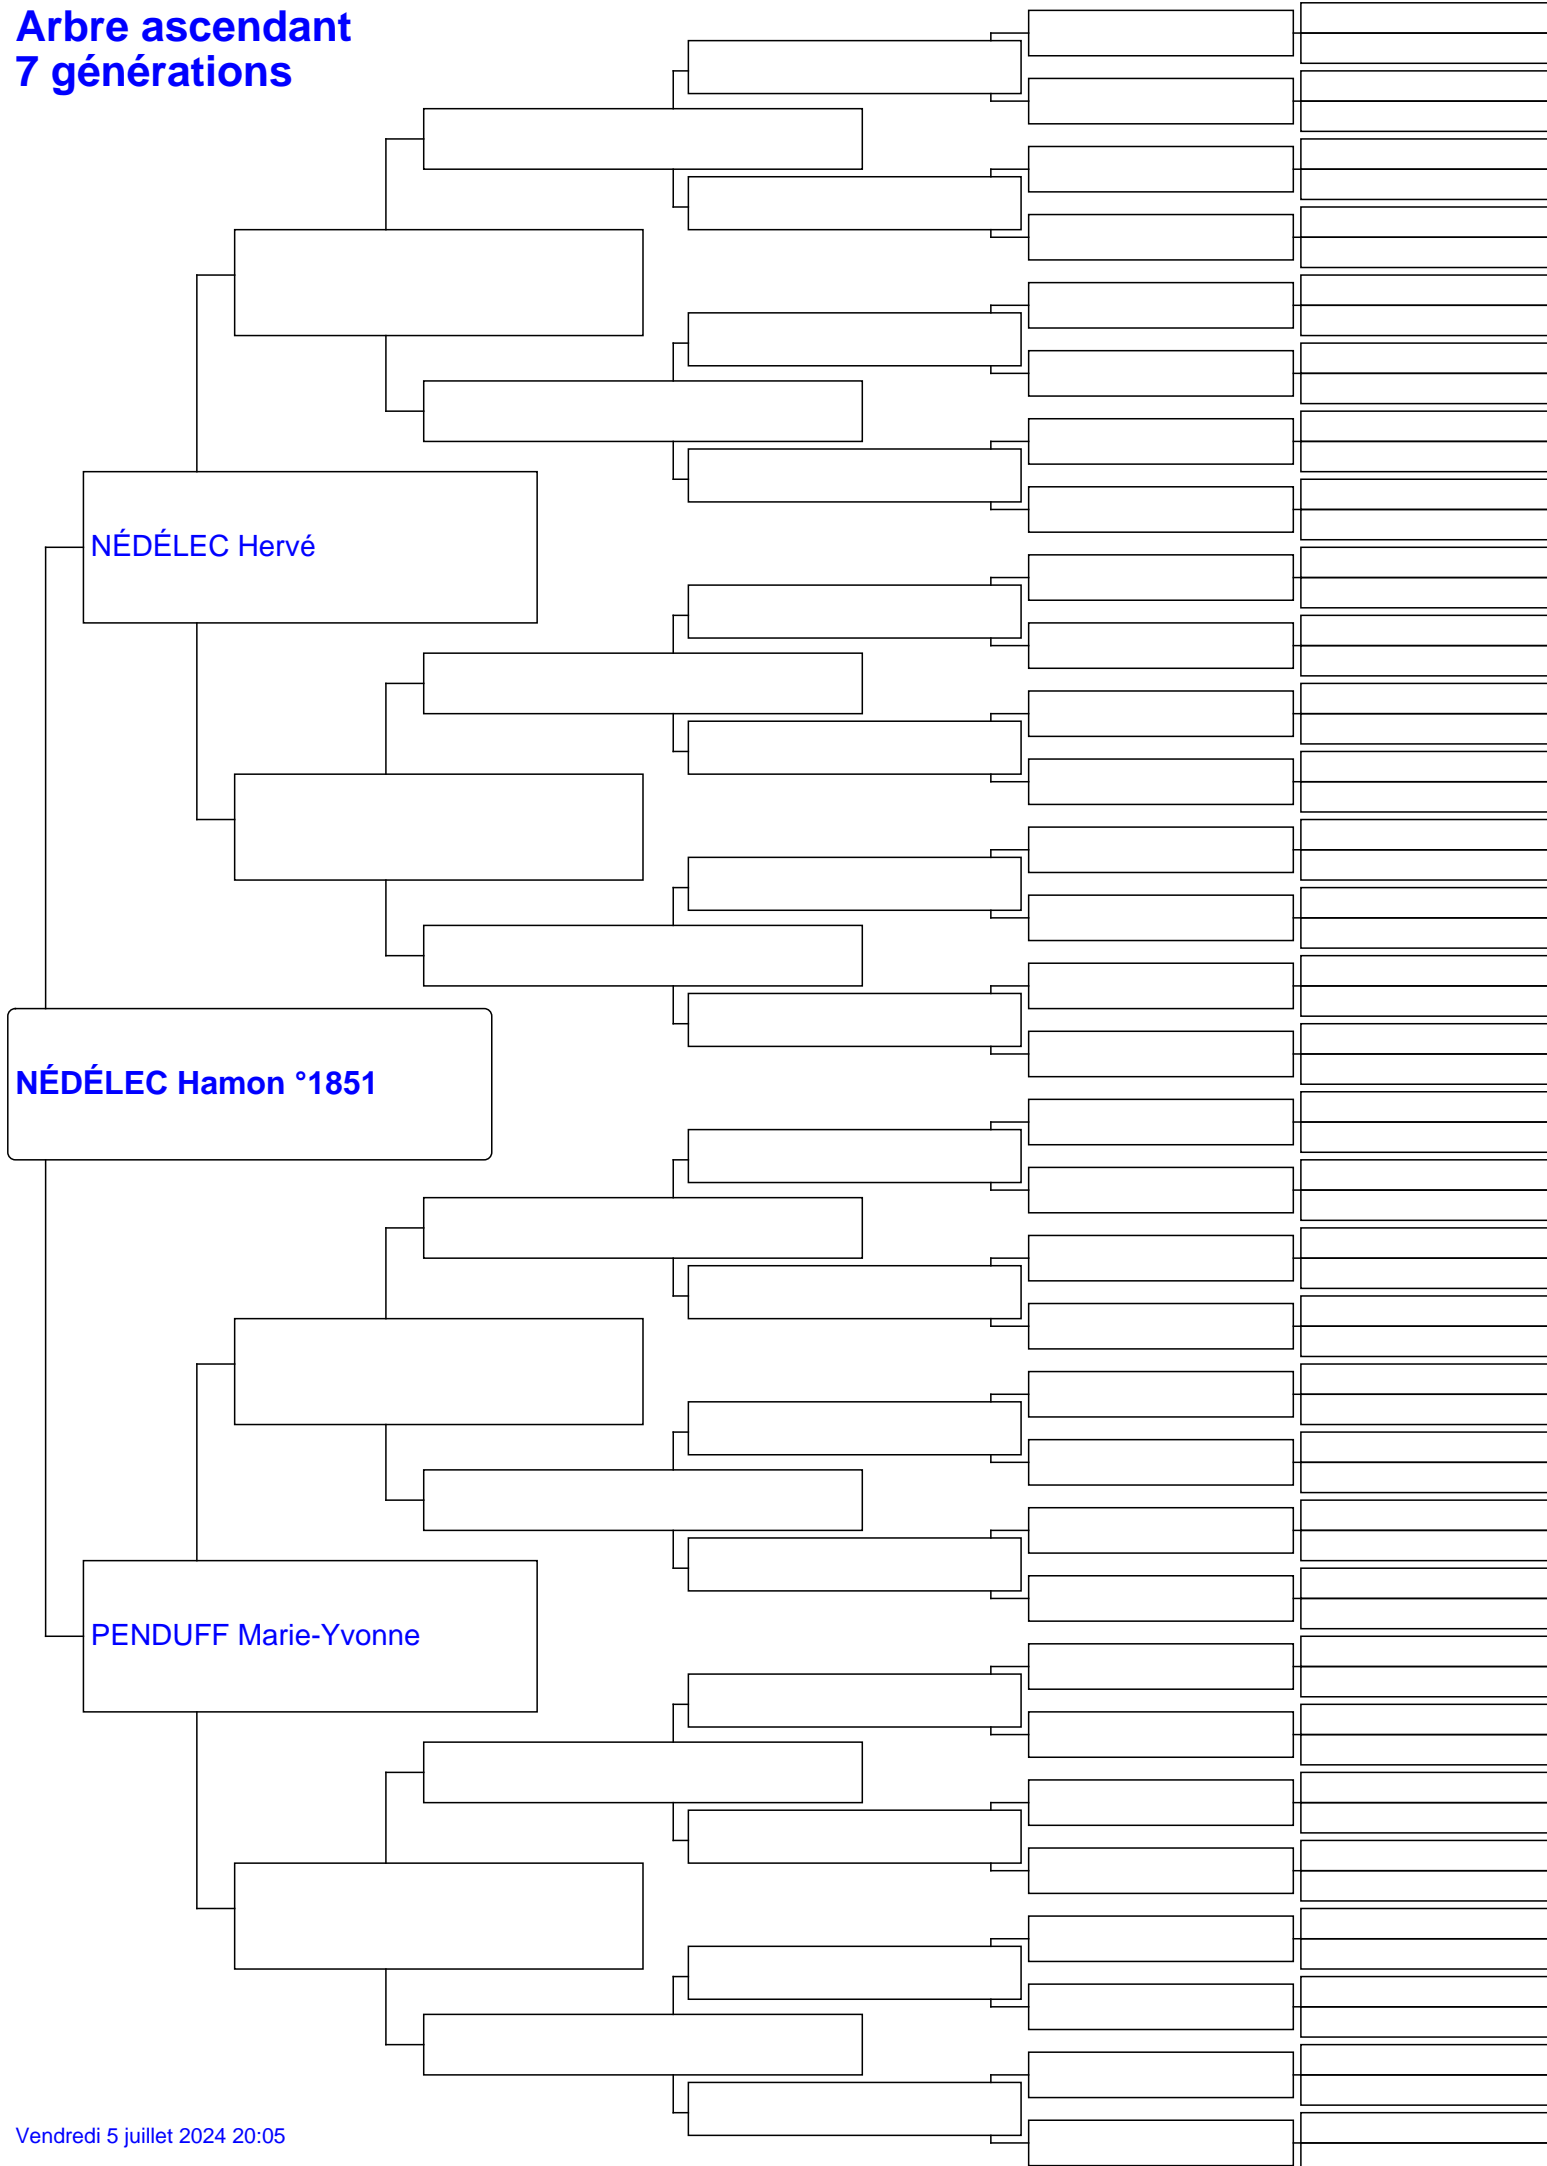 Arbre ascendant
7 générations
NÉDÉLEC Hervé
NÉDÉLEC Hamon °1851
PENDUFF Marie-Yvonne
Vendredi 5 juillet 2024 20:05